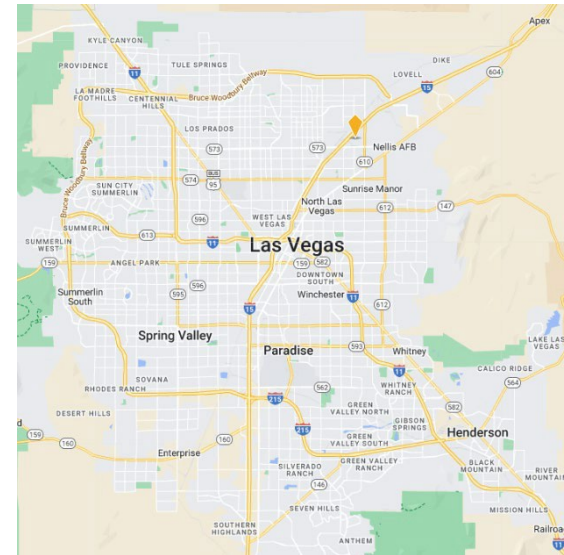 Apex
KYLE CANYON
DIKE
PROVIDENCE
11
TULE SPRINGS
LOVELL
604
15
LA MADRE
FOOTHILLS
CENTENNIAL
HILLS
Bruce Woodbury Beltway
LOS PRADOS
573
573
Nellis AFB
610
Bruce Woodbury Beltway
SUN CITY
SUMMERLIN
574
BUS
95
Sunrise Manor
North Las
Vegas
612
147
596
WEST LAS
VEGAS
SUMMERLIN
613
11
Las Vegas
SUMMERLIN
WEST
159
ANGEL PARK
159
582
DOWNTOWN
SOUTH
Summerlin
South
595
596
Winchester
11
612
15
Spring Valley
Paradise
593
Whitney
LAKE LAS
VEGAS
11
CALICO RIDGE
SOVANA
RHODES RANCH
562
WHITNEY
RANCH
564
215
GREEN
VALLEY NORTH
582
DESERT HILLS
GIBSON
SPRINGS
215
159
160
160
GREEN
VALLEY SOUTH
Henderson
Enterprise
GREEN VALLEY
RANCH
SILVERADO
RANCH
BLACK
MOUNTAIN
RIVER
MOUNTAIN
146
SEVEN HILLS
MISSION HILLS
SOUTHERN
HIGHLANDS
Railroa
11
ANTHEM